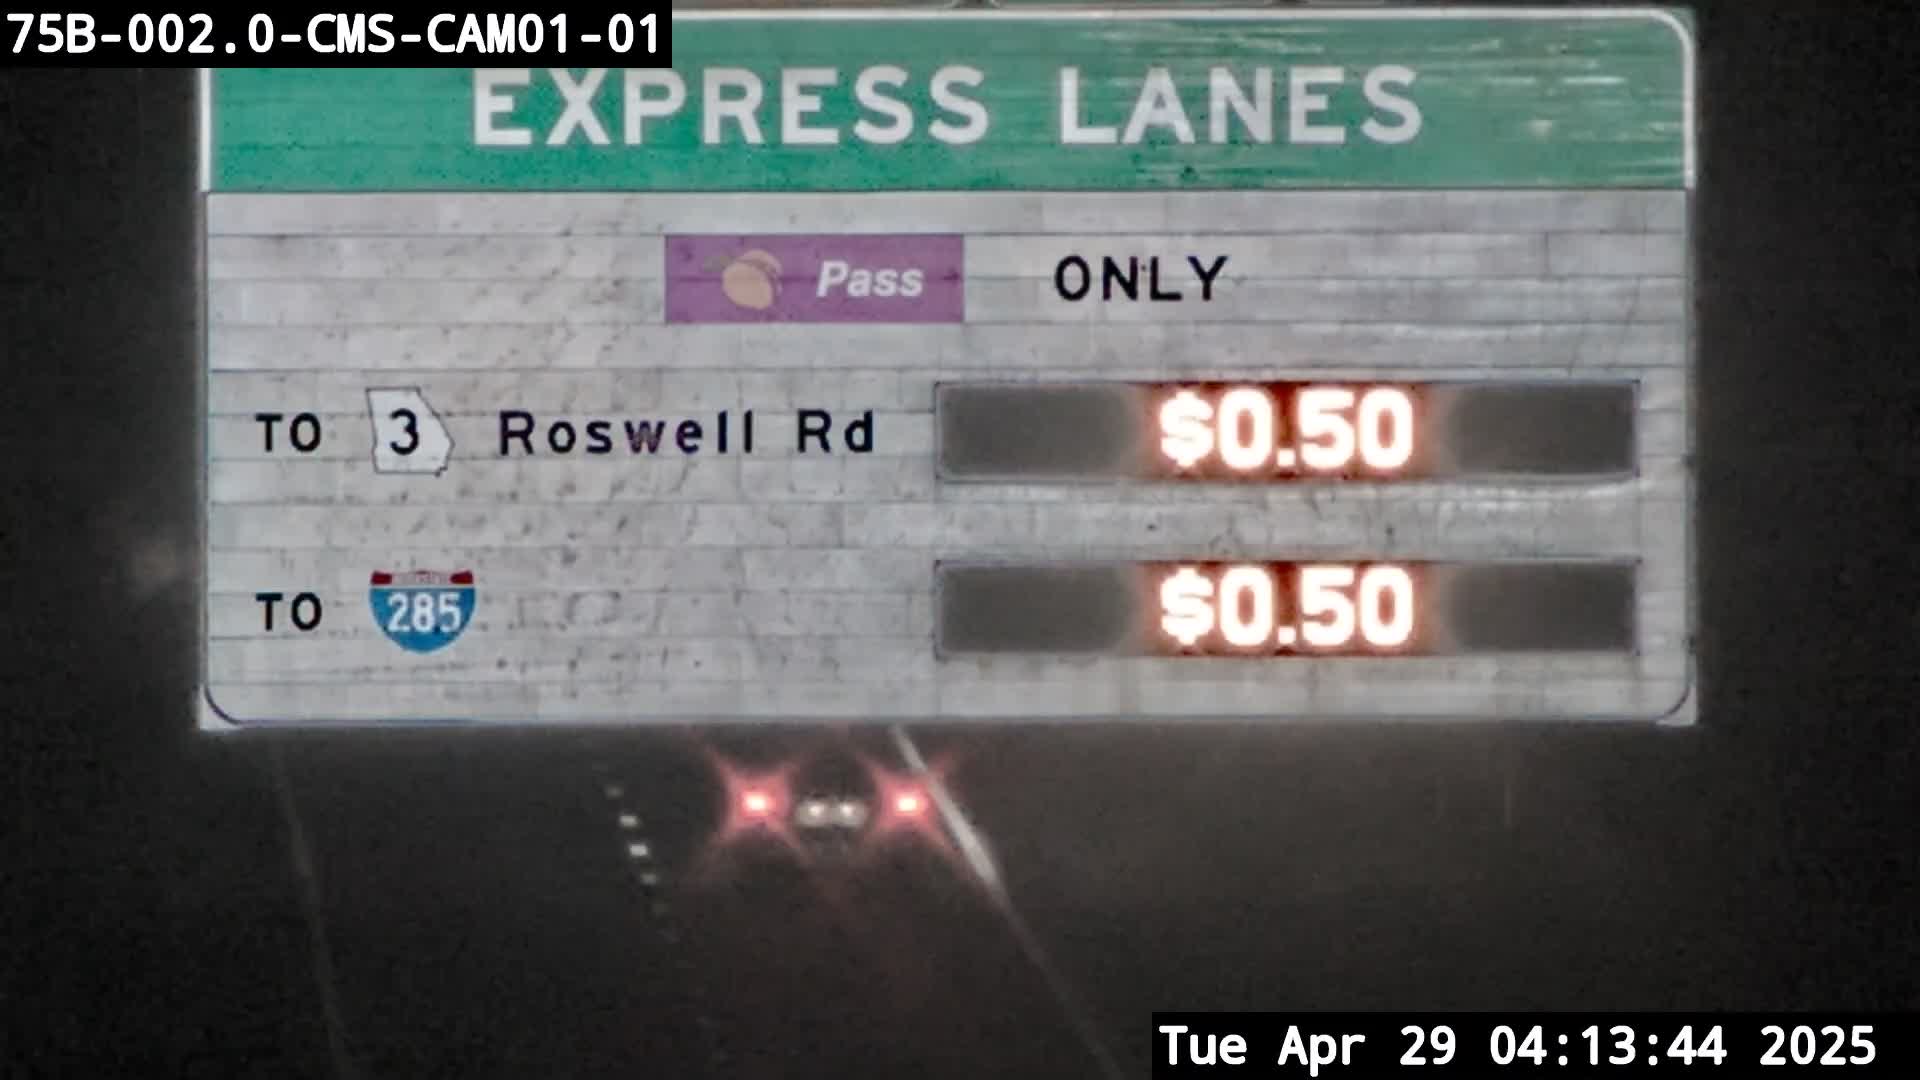 75B-002.0-CMS-CAM01-01
EXPRESS LANES
Pass ONLY
TO 3 Roswell Rd $0.50
TO 285 $0.50
Tue Apr 29 04:13:44 2025